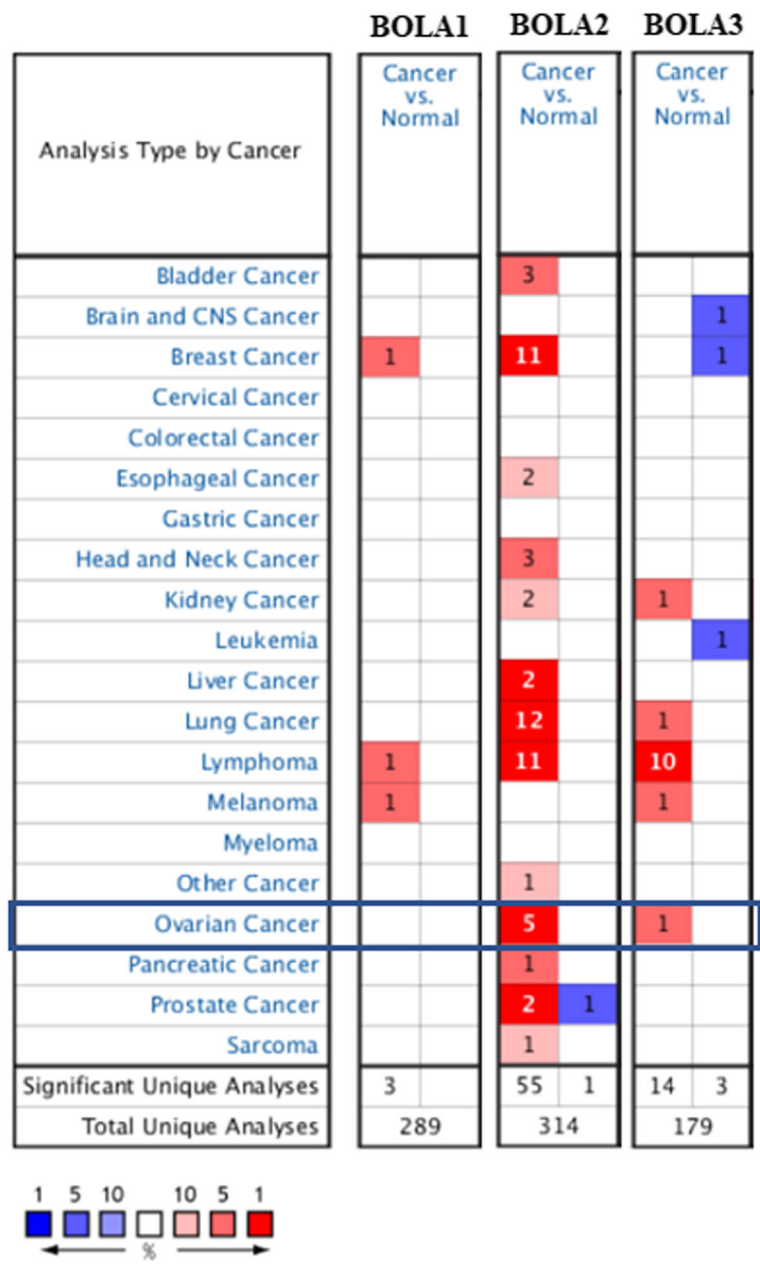 BOLA1 BOLA2 BOLA3
Analysis Type by Cancer
Cancer vs. Normal
Cancer vs. Normal
Cancer vs. Normal
Bladder Cancer 3
Brain and CNS Cancer 1
Breast Cancer 1 11 1
Cervical Cancer
Colorectal Cancer
Esophageal Cancer 2
Gastric Cancer
Head and Neck Cancer 3
Kidney Cancer 2 1
Leukemia 1
Liver Cancer 2
Lung Cancer 12 1
Lymphoma 1 11 10
Melanoma 1 1
Myeloma
Other Cancer 1
Ovarian Cancer 5 1
Pancreatic Cancer 1
Prostate Cancer 2 1
Sarcoma 1
Significant Unique Analyses 3 55 1 14 3
Total Unique Analyses 289 314 179
1 5 10 10 5 1
%